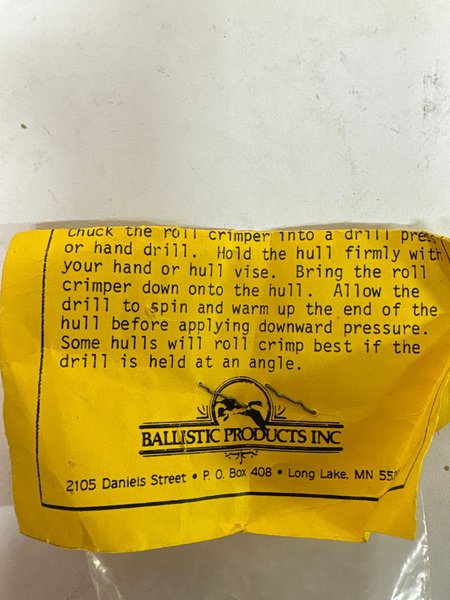 Chuck the roll crimper into a drill press
or hand drill. Hold the hull firmly with
your hand or hull vise. Bring the roll
crimper down onto the hull. Allow the
drill to spin and warm up the end of the
hull before applying downward pressure.
Some hulls will roll crimp best if the
drill is held at an angle.
BALLISTIC PRODUCTS INC
2105 Daniels Street • P. O. Box 408 • Long Lake, MN